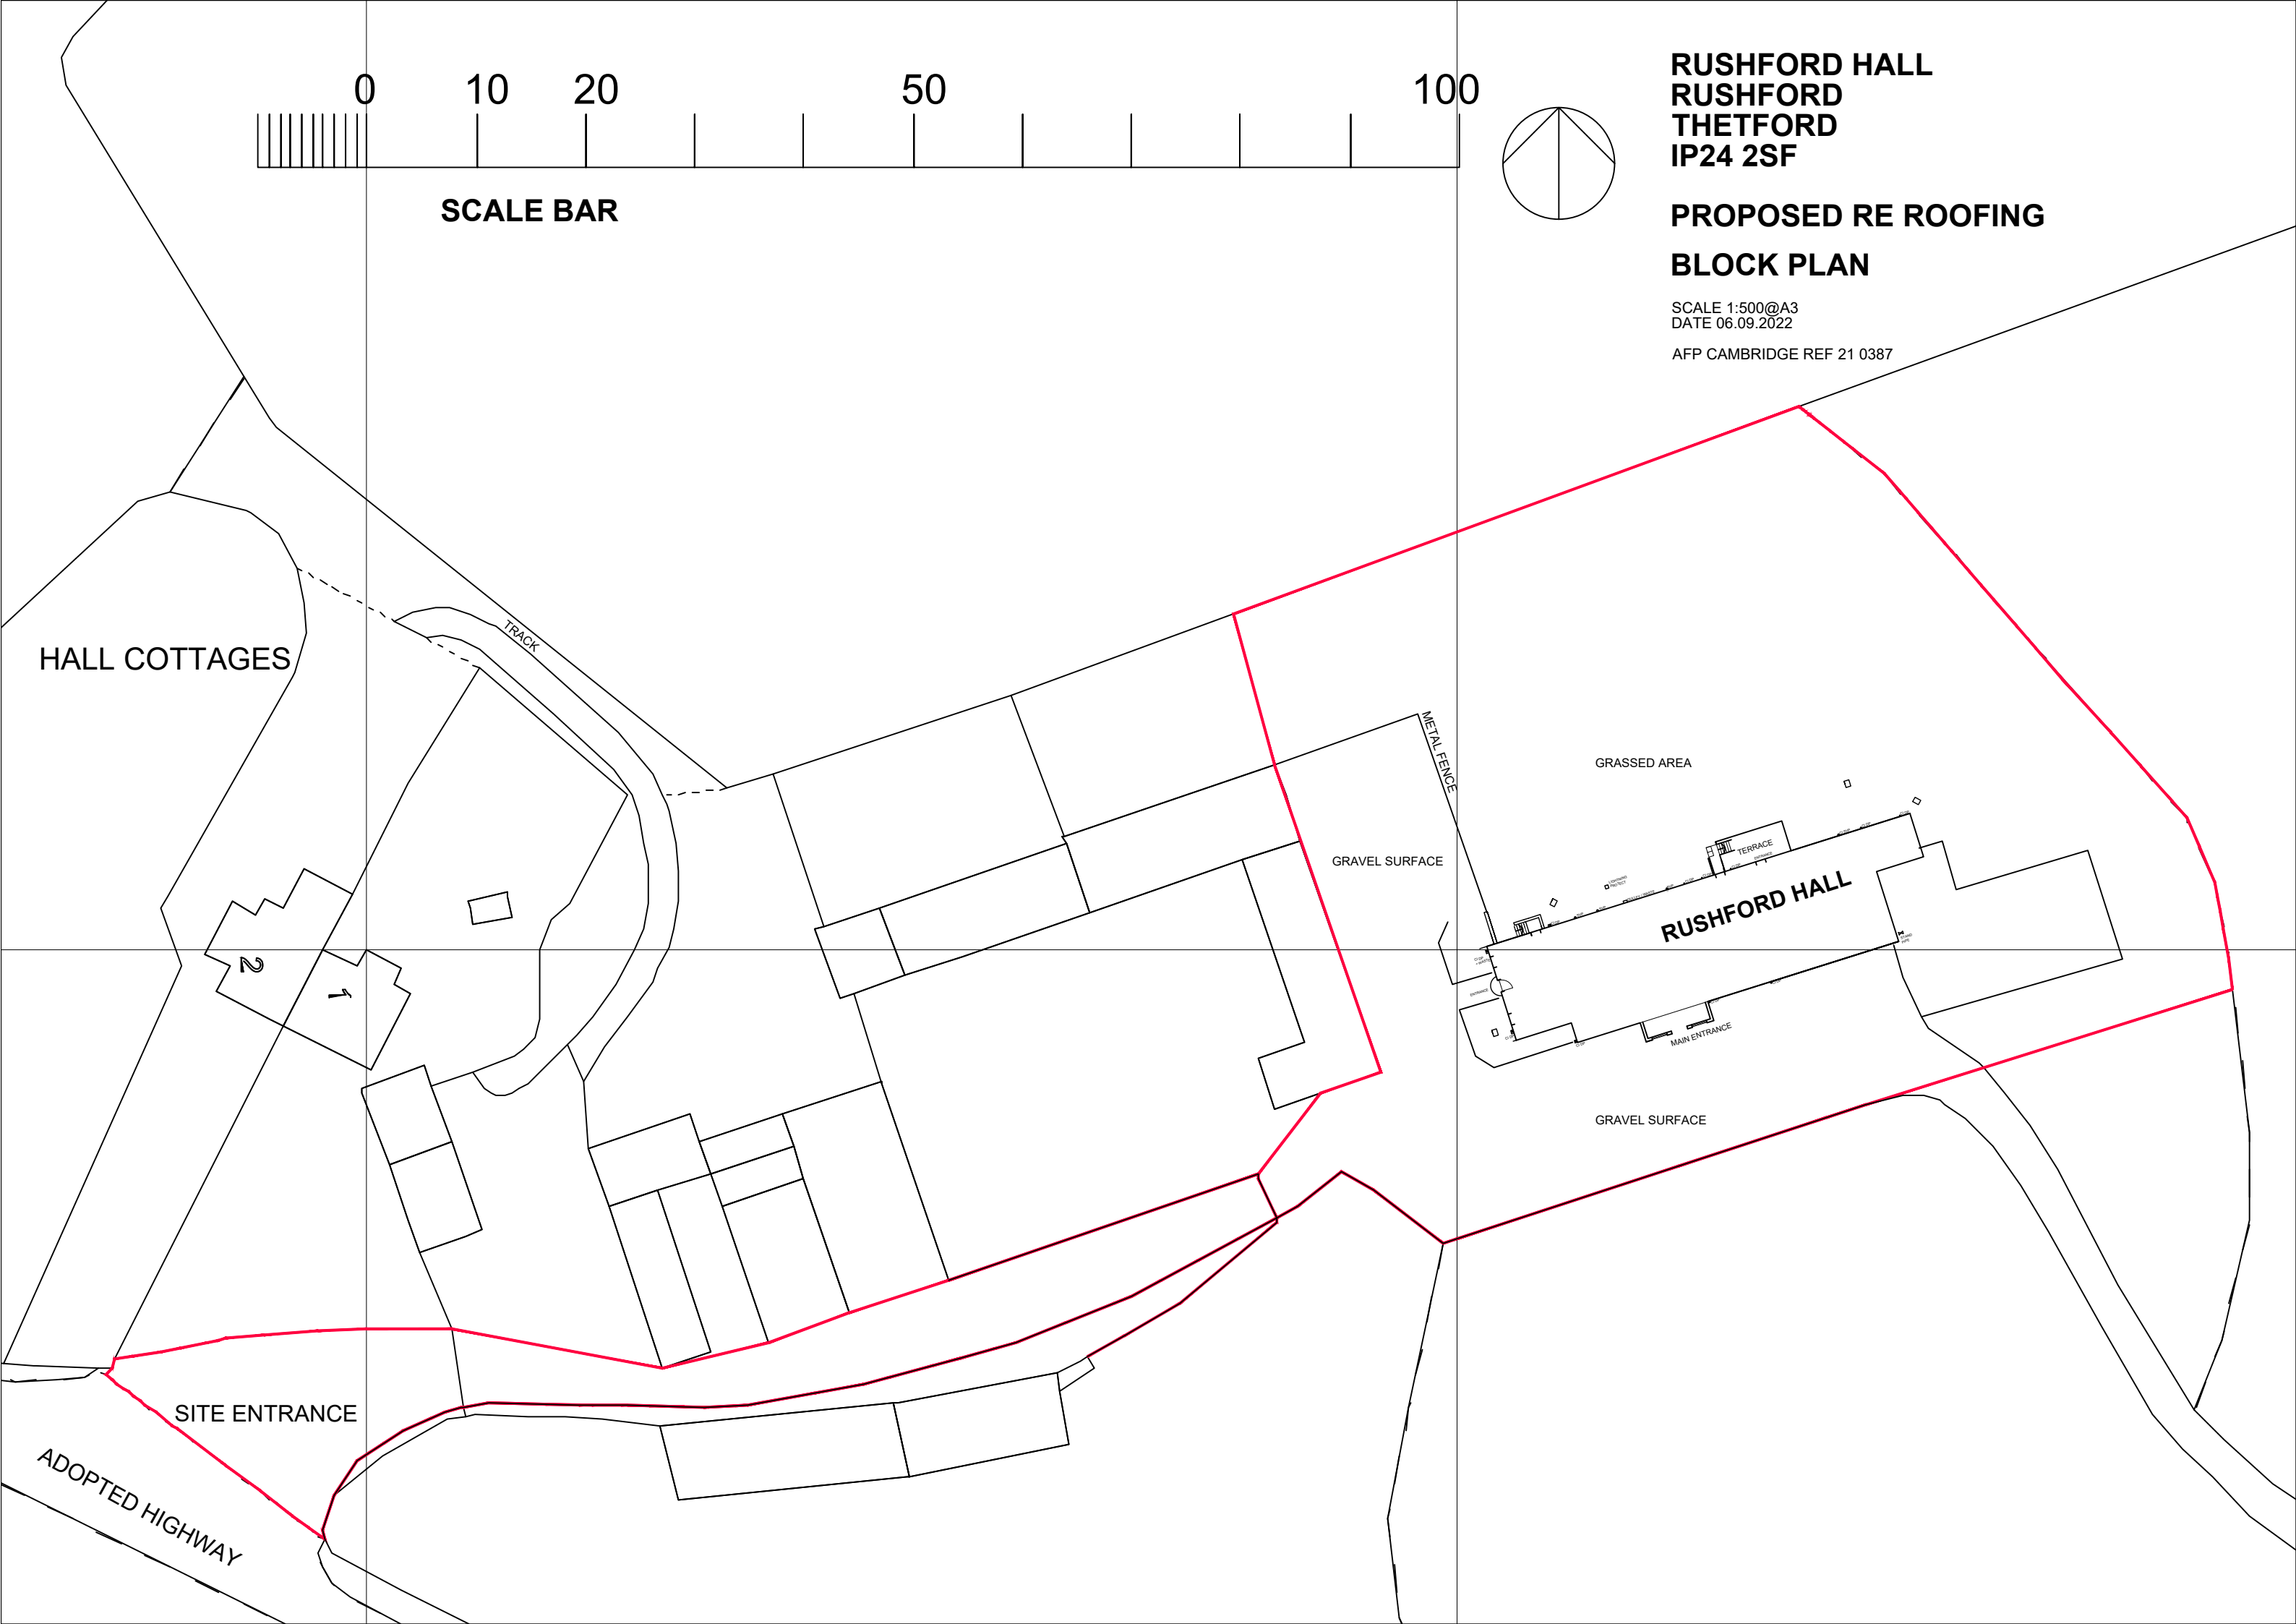 0 10 20 50 100
SCALE BAR
RUSHFORD HALL
RUSHFORD
THETFORD
IP24 2SF
PROPOSED RE ROOFING
BLOCK PLAN
SCALE 1:500@A3
DATE 06.09.2022
AFP CAMBRIDGE REF 21 0387
HALL COTTAGES
TRACK
METAL FENCE
GRASSED AREA
GRAVEL SURFACE
TERRACE
ENTRANCE
RUSHFORD HALL
2
1
ENTRANCE
MAIN ENTRANCE
GRAVEL SURFACE
SITE ENTRANCE
ADOPTED HIGHWAY